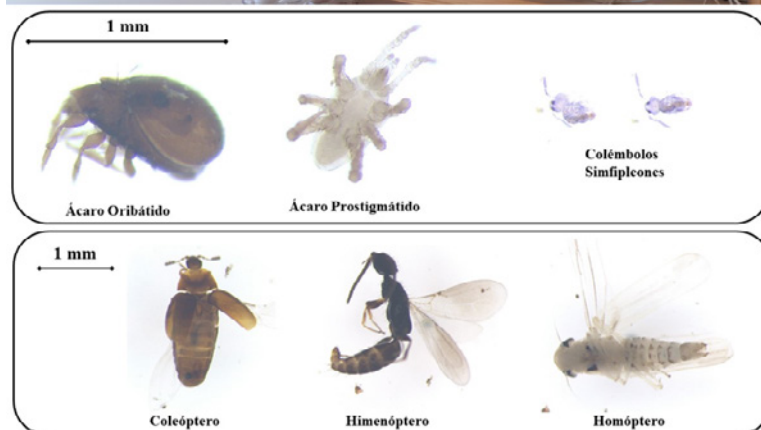 1 mm
Ácaro Oribátido
Ácaro Prostigmátido
Colémbolos
Simfipleones
1 mm
Coleóptero
Himenóptero
Homóptero